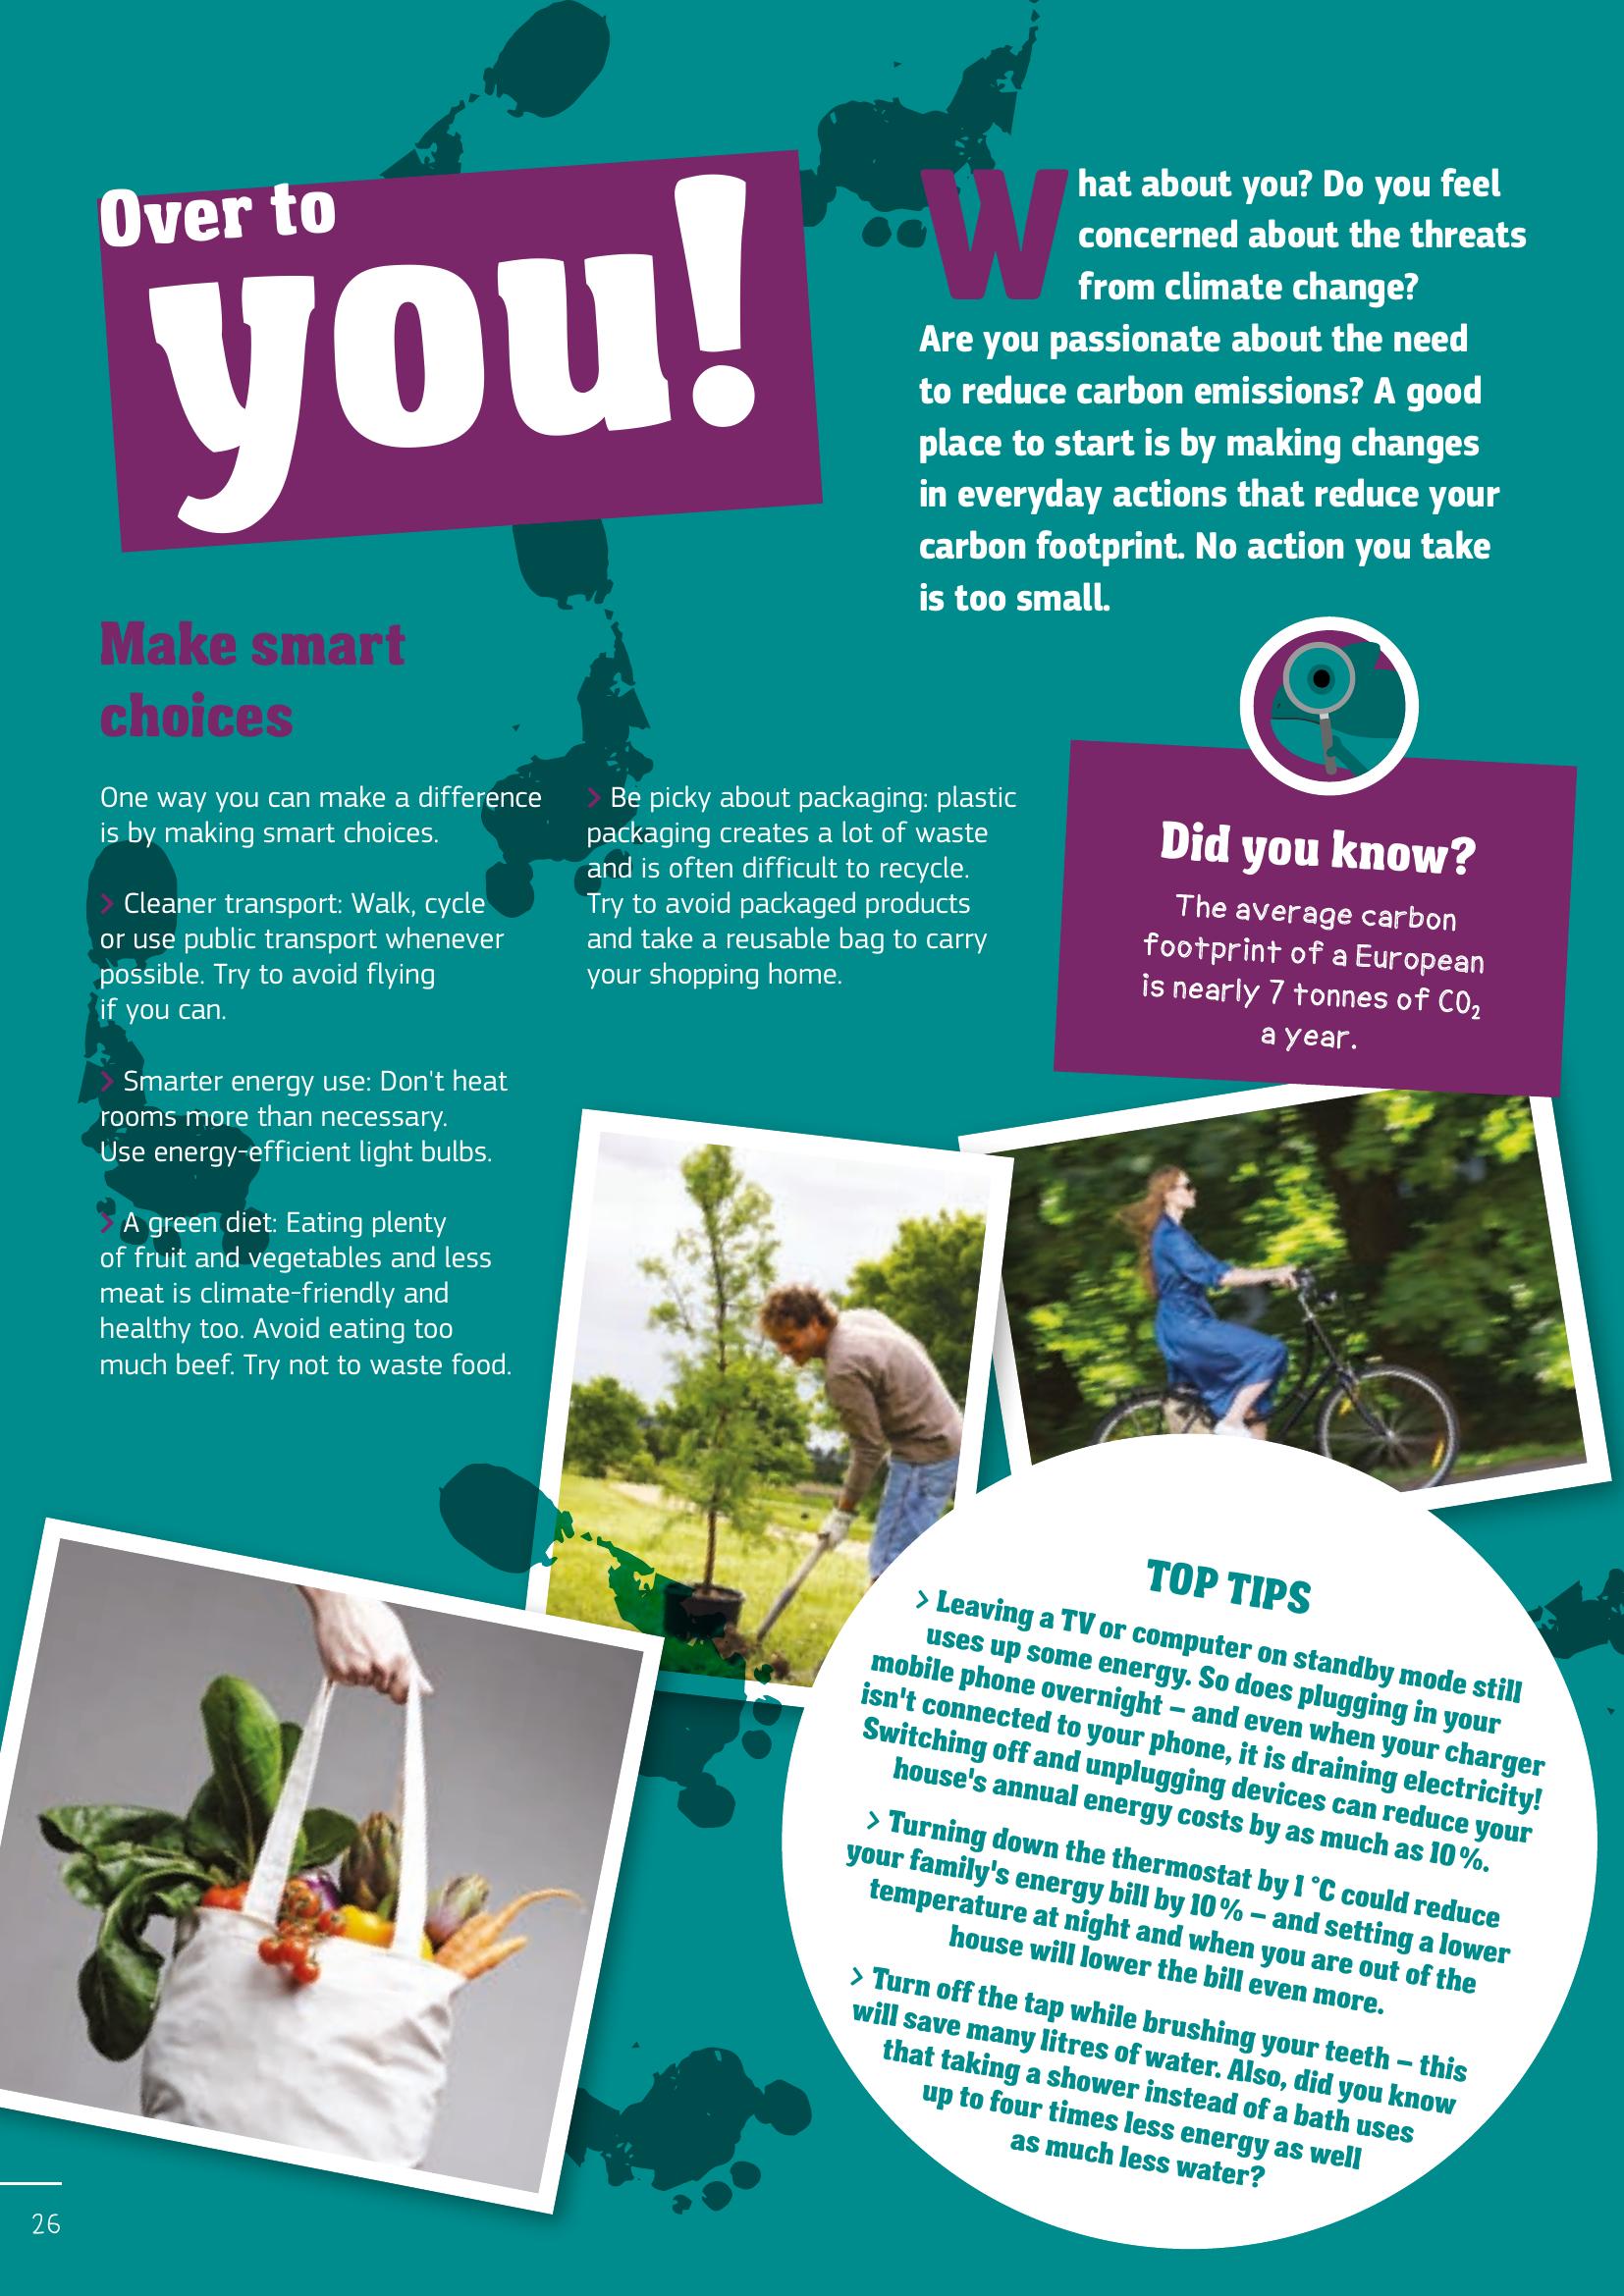 Over to
you!
What about you? Do you feel
concerned about the threats
from climate change?
Are you passionate about the need
to reduce carbon emissions? A good
place to start is by making changes
in everyday actions that reduce your
carbon footprint. No action you take
is too small.
Make smart
choices
One way you can make a difference
is by making smart choices.
> Cleaner transport: Walk, cycle
or use public transport whenever
possible. Try to avoid flying
if you can.
> Smarter energy use: Don't heat
rooms more than necessary.
Use energy-efficient light bulbs.
> A green diet: Eating plenty
of fruit and vegetables and less
meat is climate-friendly and
healthy too. Avoid eating too
much beef. Try not to waste food.
> Be picky about packaging: plastic
packaging creates a lot of waste
and is often difficult to recycle.
Try to avoid packaged products
and take a reusable bag to carry
your shopping home.
Did you know?
The average carbon
footprint of a European
is nearly 7 tonnes of CO₂
a year.
TOP TIPS
> Leaving a TV or computer on standby mode still
uses up some energy. So does plugging in your
mobile phone overnight – and even when your charger
isn't connected to your phone, it is draining electricity!
Switching off and unplugging devices can reduce your
house's annual energy costs by as much as 10 %.
> Turning down the thermostat by 1 °C could reduce
your family's energy bill by 10 % – and setting a lower
temperature at night and when you are out of the
house will lower the bill even more.
> Turn off the tap while brushing your teeth – this
will save many litres of water. Also, did you know
that taking a shower instead of a bath uses
up to four times less energy as well
as much less water?
26